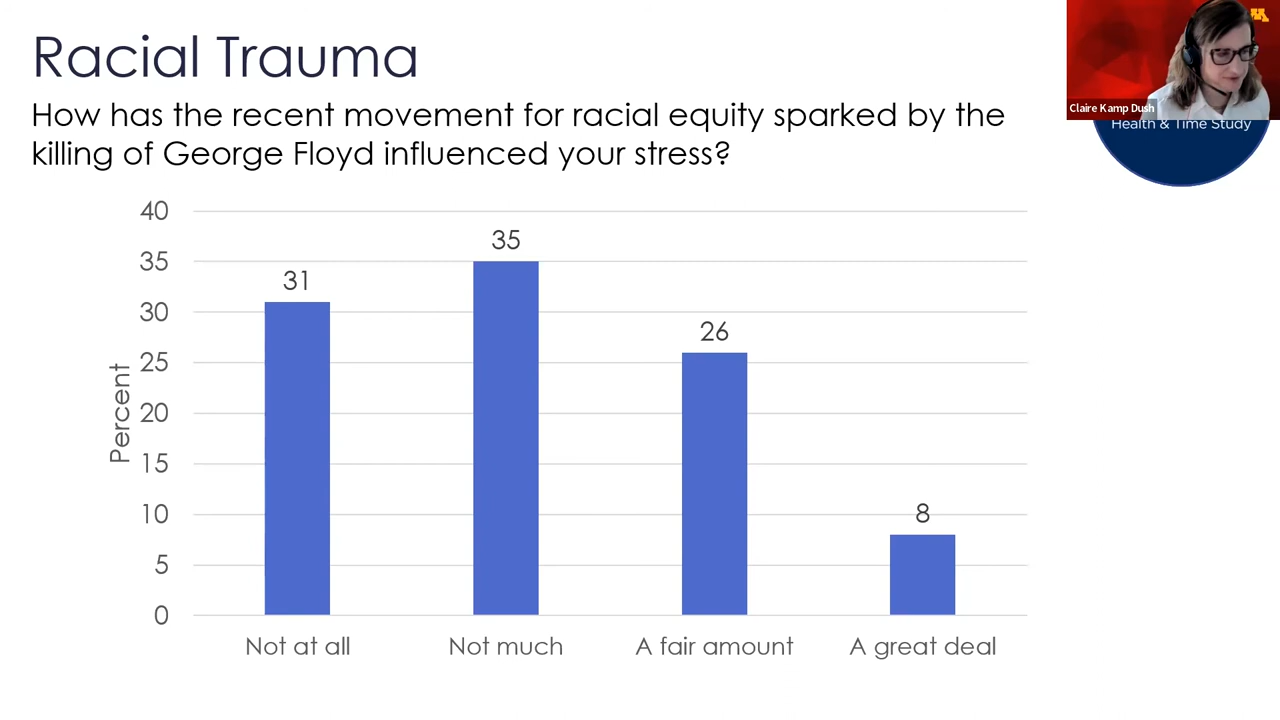 Racial Trauma
How has the recent movement for racial equity sparked by the
killing of George Floyd influenced your stress?
Claire Kamp Dush
Health & Time Study
40
35
30
25
20
15
10
5
0
Percent
31
35
26
8
Not at all
Not much
A fair amount
A great deal